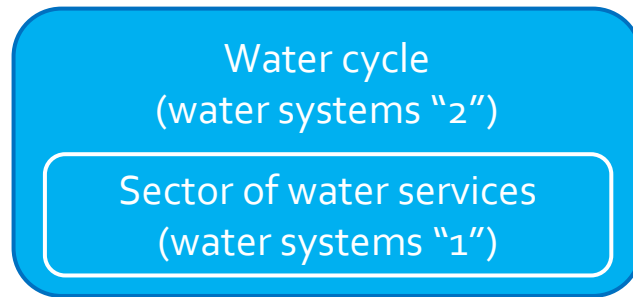 Water cycle
(water systems “2”)
Sector of water services
(water systems “1”)